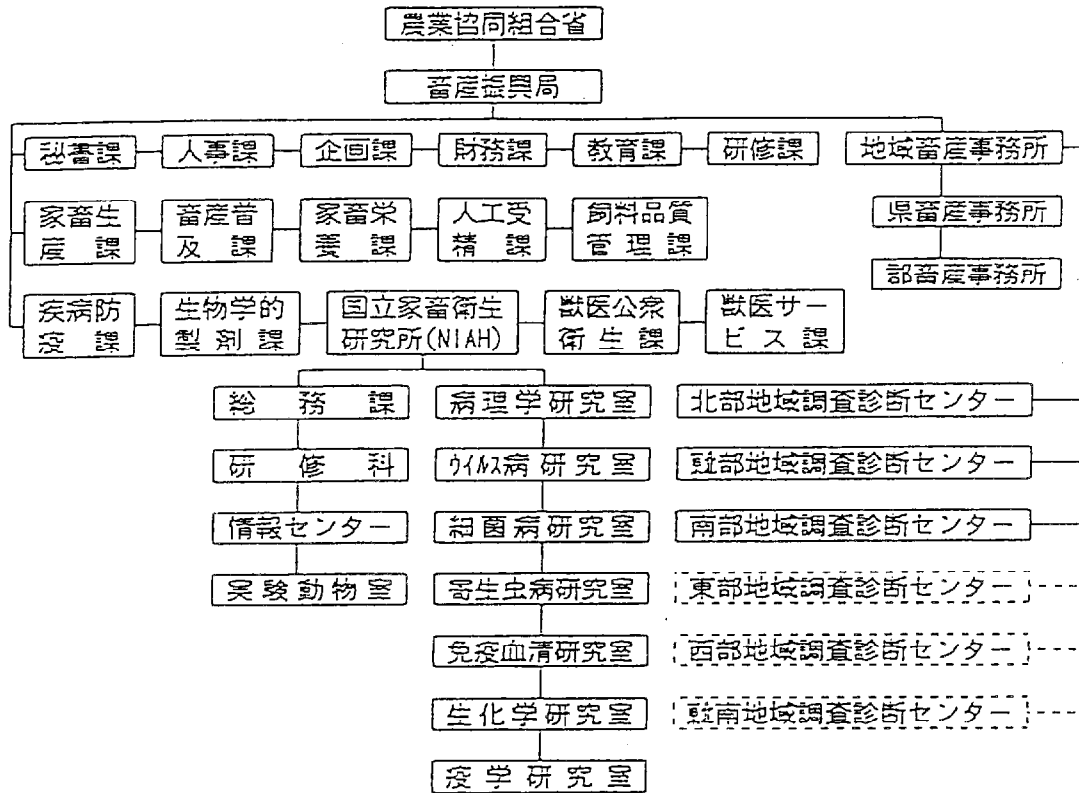 農業協同組合省
畜産振興局
秘書課
人事課
企画課
財務課
教育課
研修課
地域畜産事務所
県畜産事務所
部畜産事務所
家畜生
産課
畜産普
及課
家畜栄
養課
人工受
精課
飼料品質
管理課
疾病防
疫課
生物学的
製剤課
国立家畜衛生
研究所(NIAH)
獣医公衆
衛生課
獣医サー
ビス課
総務課
研修科
情報センター
実験動物室
病理学研究室
ウイルス病研究室
細菌病研究室
寄生虫病研究室
免疫血清研究室
生化学研究室
疫学研究室
北部地域調査診断センター
部地域調査診断センター
南部地域調査診断センター
東部地域調査診断センター
西部地域調査診断センター
南地域調査診断センター